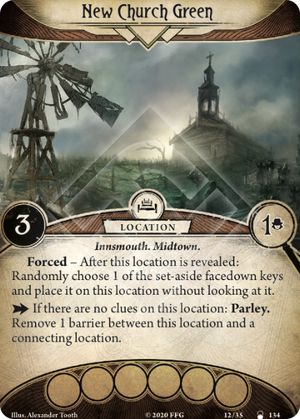 New Church Green
3
LOCATION
1
Innsmouth. Midtown.
Forced – After this location is revealed:
Randomly choose 1 of the set-aside facedown keys
and place it on this location without looking at it.
If there are no clues on this location: Parley.
Remove 1 barrier between this location and a
connecting location.
Illus. Alexander Tooth © 2020 FFG 12/35 134